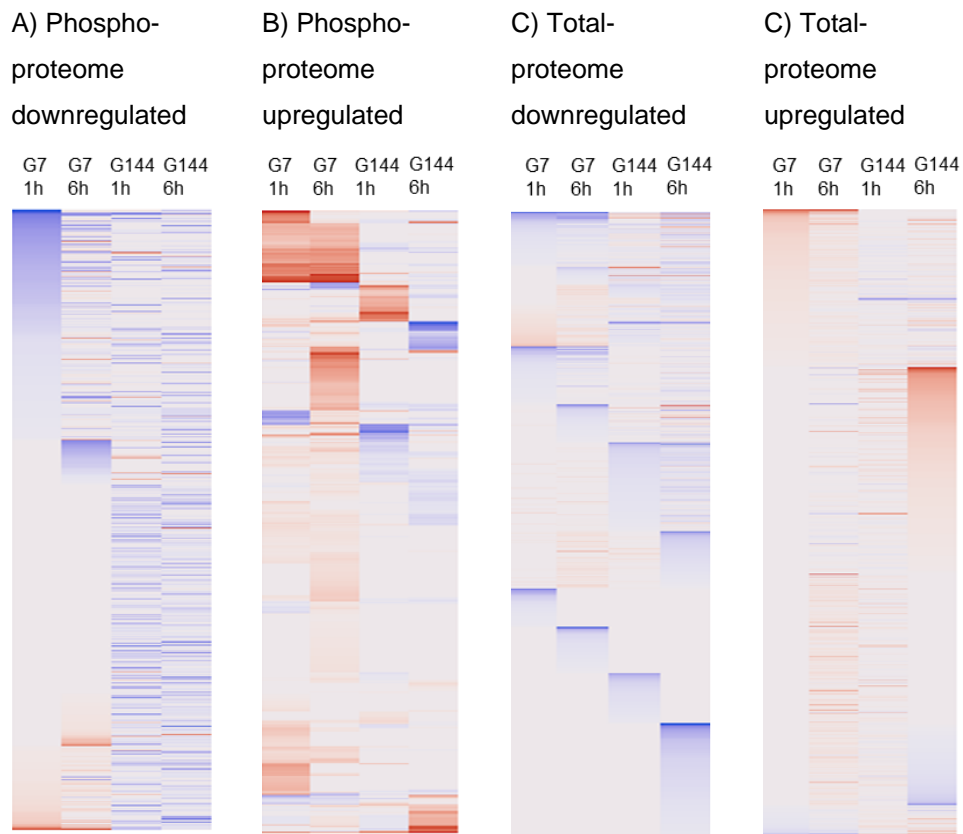 A) Phospho-
proteome
downregulated
B) Phospho-
proteome
upregulated
C) Total-
proteome
downregulated
C) Total-
proteome
upregulated
G7 G7 G144 G144
1h 6h 1h 6h
G7 G7 G144 G144
1h 6h 1h 6h
G7 G7 G144 G144
1h 6h 1h 6h
G7 G7 G144 G144
1h 6h 1h 6h